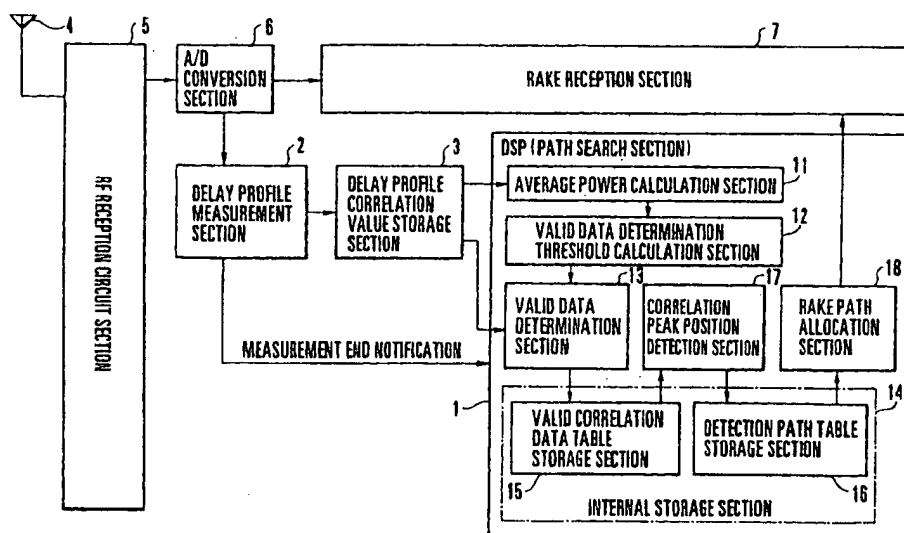 4
5
6
7
A/D
CONVERSION
SECTION
RAKE RECEPTION SECTION
RF RECEPTION CIRCUIT SECTION
2
3
DELAY PROFILE
MEASUREMENT
SECTION
DELAY PROFILE
CORRELATION
VALUE STORAGE
SECTION
DSP (PATH SEARCH SECTION)
11
AVERAGE POWER CALCULATION SECTION
12
VALID DATA DETERMINATION
THRESHOLD CALCULATION SECTION
13
17
18
VALID DATA
DETERMINATION
SECTION
CORRELATION
PEAK POSITION
DETECTION SECTION
RAKE PATH
ALLOCATION
SECTION
MEASUREMENT END NOTIFICATION
1
14
VALID CORRELATION
DATA TABLE
STORAGE SECTION
DETECTION PATH TABLE
STORAGE SECTION
15
16
INTERNAL STORAGE SECTION